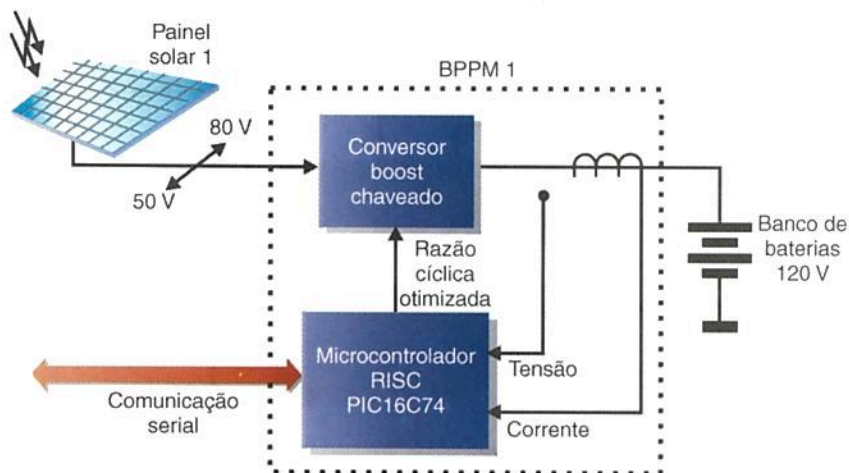 Painel
solar 1
BPPM 1
80 V
50 V
Conversor
boost
chaveado
Banco de
baterias
120 V
Razão
cíclica
otimizada
Microcontrolador
RISC
PIC16C74
Tensão
Corrente
Comunicação
serial